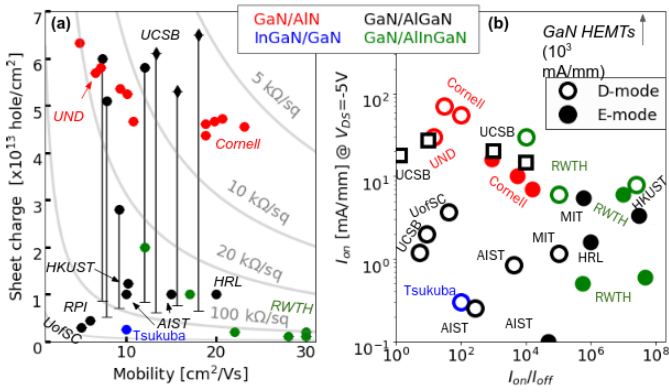 GaN/AlN
GaN/AlGaN
InGaN/GaN
GaN/AlInGaN
(a)
UCSB
5 kΩ/sq
10 kΩ/sq
20 kΩ/sq
100 kΩ/sq
UND
Cornell
HKUST
RPI
UofSC
Tsukuba
AIST
HRL
RWTH
7
6
5
4
3
2
1
0
Sheet charge [x10¹³ hole/cm²]
0
10
20
30
Mobility [cm²/Vs]
(b)
GaN HEMTs
(10³
mA/mm)
D-mode
E-mode
Cornell
UND
UCSB
UCSB
UCSB
UofSC
Cornell
RWTH
RWTH
HKUST
MIT
MIT
HRL
AIST
RWTH
Tsukuba
AIST
AIST
10²
10¹
10⁰
10⁻¹
I_on [mA/mm] @ V_DS=-5V
10⁰
10²
10⁴
10⁶
10⁸
I_on/I_off